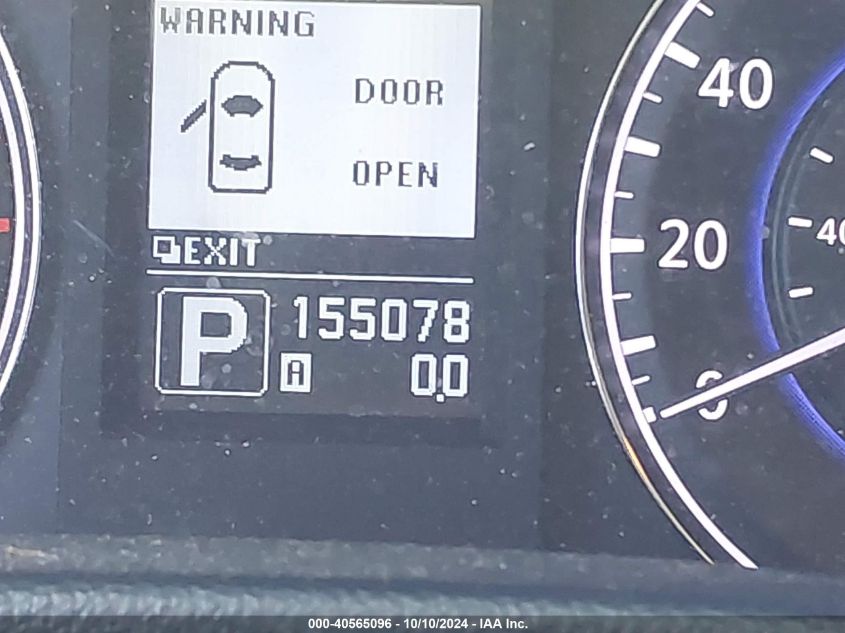 WARNING
DOOR
OPEN
EXIT
P
155078
A 0.0
40
20
0
40
000-40565096 - 10/10/2024 - IAA Inc.